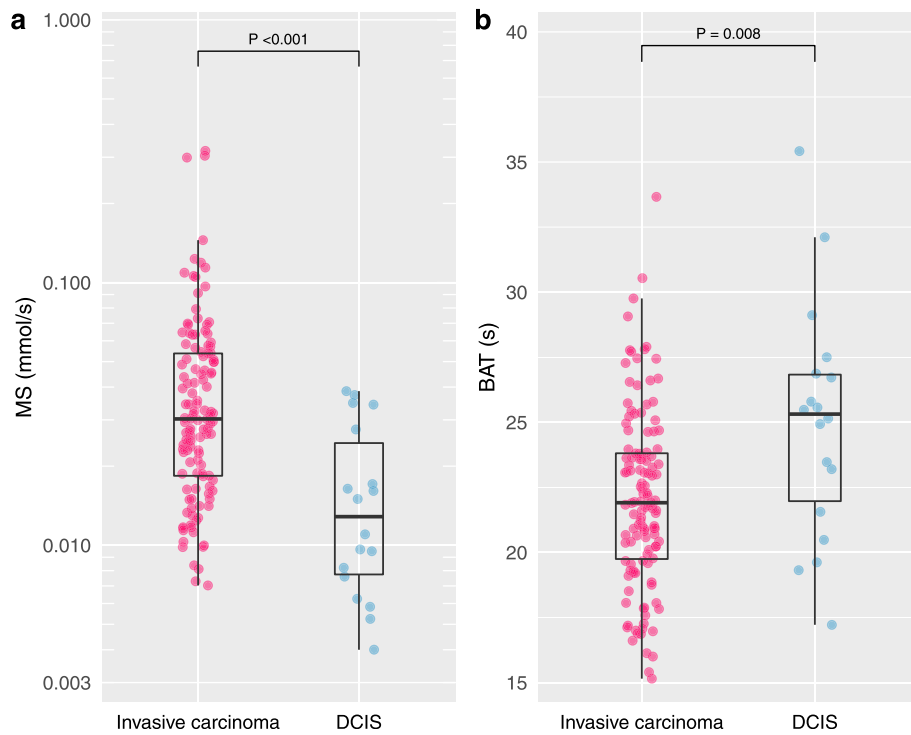 a
1.000
0.100
0.010
0.003
MS (mmol/s)
P <0.001
Invasive carcinoma
DCIS
b
40
35
30
25
20
15
BAT (s)
P = 0.008
Invasive carcinoma
DCIS